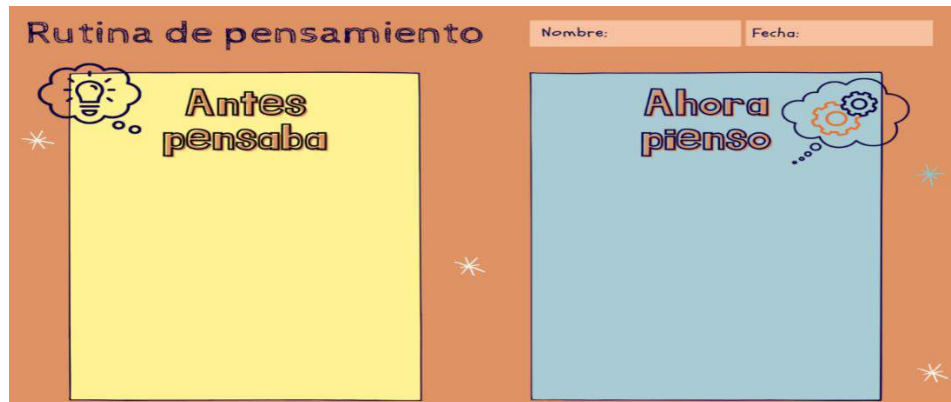 Rutina de pensamiento
Nombre:
Fecha:
Antes
pensaba
Ahora
pienso